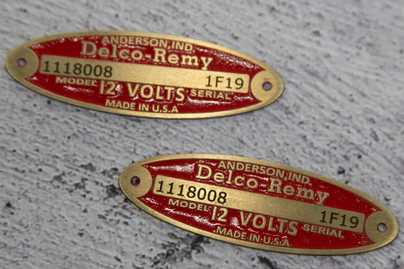 ANDERSON, IND.
Delco-Remy
1118008 1F19
MODEL 12 VOLTS SERIAL
MADE IN U.S.A
ANDERSON, IND.
Delco-Remy
1118008 1F19
MODEL 12 VOLTS SERIAL
MADE IN U.S.A